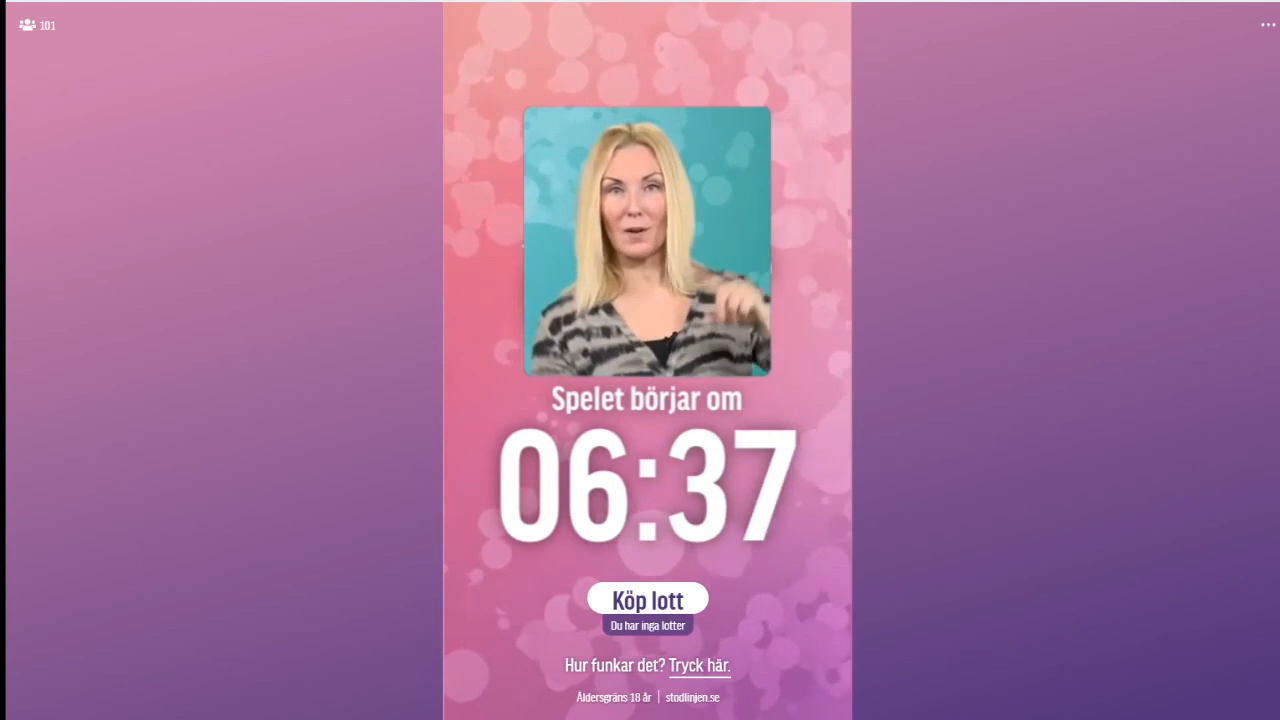 101
Spelet börjar om
06:37
Köp lott
Du har inga lotter
Hur funkar det? Tryck här.
Åldersgräns 18 år | stodlinjen.se